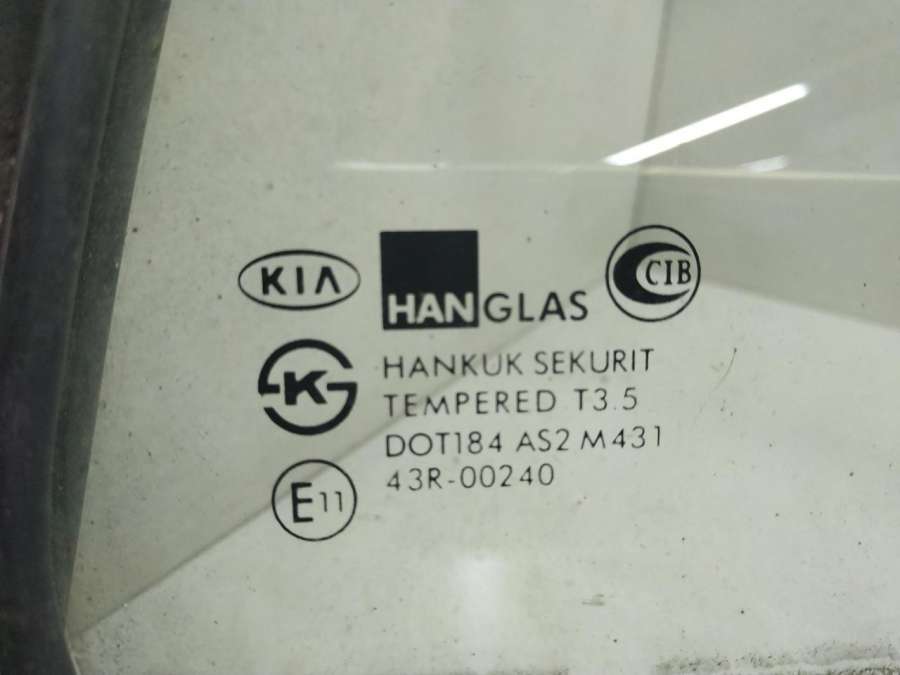 KIA HANGLAS CIB
K HANKUK SEKURIT
TEMPERED T3.5
DOT184 AS2 M431
E11 43R-00240